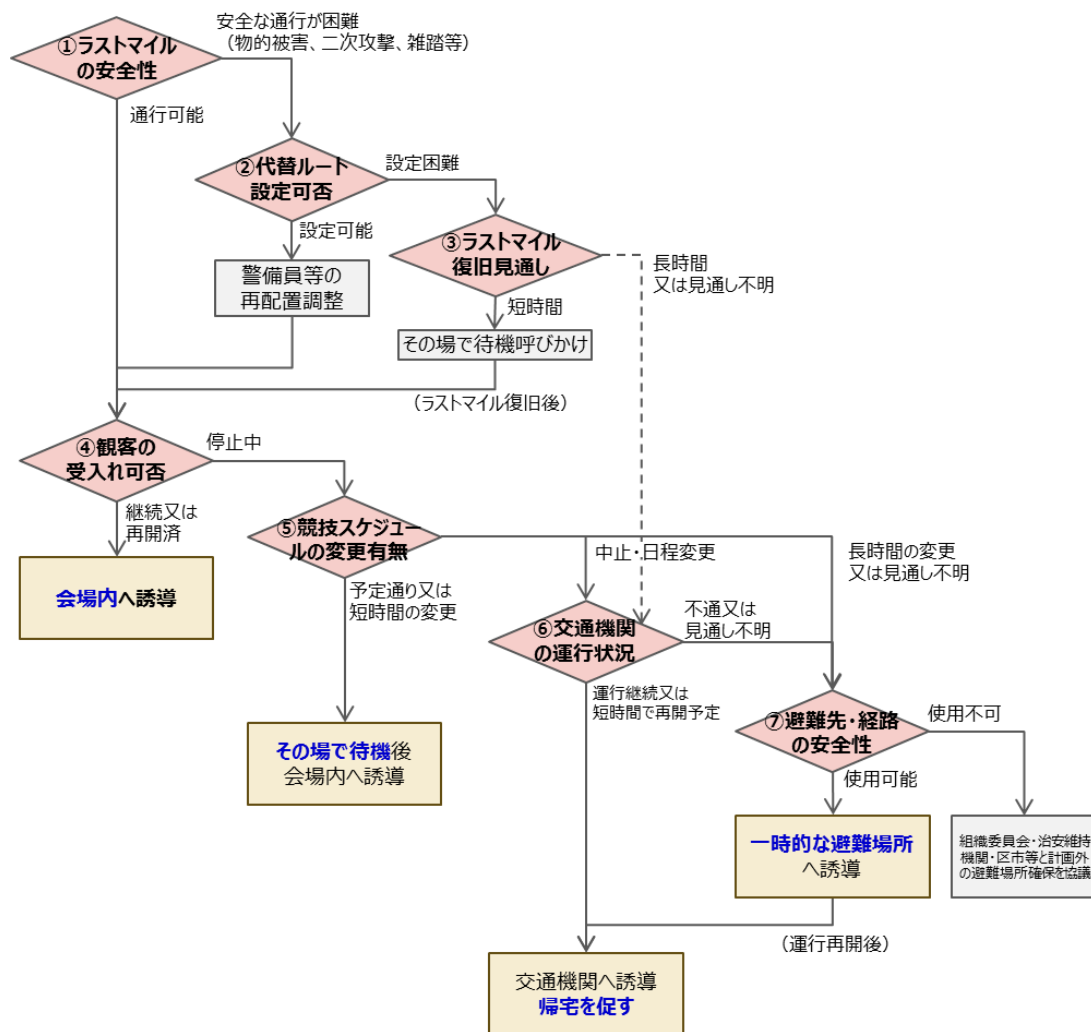 安全な通行が困難
（物的被害、二次攻撃、雑踏等）
①ラストマイル
の安全性
通行可能
②代替ルート
設定可否
設定困難
設定可能
③ラストマイル
復旧見通し
長時間
又は見通し不明
警備員等の
再配置調整
短時間
その場で待機呼びかけ
（ラストマイル復旧後）
④観客の
受入れ可否
停止中
継続又は
再開済
⑤競技スケジュー
ルの変更有無
中止・日程変更
長時間の変更
又は見通し不明
会場内へ誘導
予定通り又は
短時間の変更
⑥交通機関
の運行状況
不通又は
見通し不明
運行継続又は
短時間で再開予定
⑦避難先・経路
の安全性
使用不可
その場で待機後
会場内へ誘導
使用可能
一時的な避難場所
へ誘導
組織委員会・治安維持
機関・区市等と計画外
の避難場所確保を協議
（運行再開後）
交通機関へ誘導
帰宅を促す